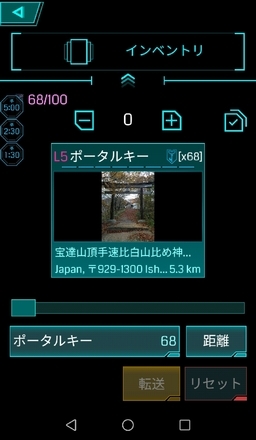 インベントリ
68/100
5:00
2:30
1:30
0
L5 ポータルキー [x68]
宝達山頂手速比白山比め神...
Japan, 〒929-1300 Ish... 5.3 km
ポータルキー 68
距離
転送
リセット